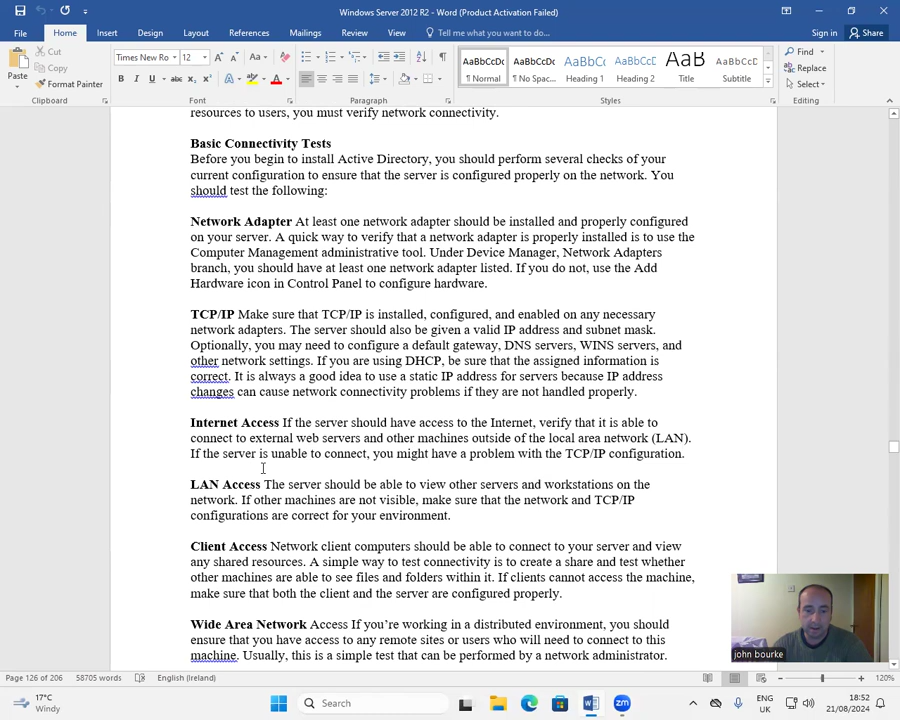 Windows Server 2012 R2 - Word (Product Activation Failed)
File Home Insert Design Layout References Mailings Review View Tell me what you want to do... Sign in Share
Paste Cut Copy Format Painter
Times New Ro 12 Aa
B I U abc X₂ X² A A
AaBbCcDc AaBbCcDc AaBbCc AaBbCcD AaB AaBbCcD
¶ Normal ¶ No Spac... Heading 1 Heading 2 Title Subtitle
Find Replace Select
Clipboard Font Paragraph Styles Editing
resources to users, you must verify network connectivity.
Basic Connectivity Tests
Before you begin to install Active Directory, you should perform several checks of your
current configuration to ensure that the server is configured properly on the network. You
should test the following:
Network Adapter At least one network adapter should be installed and properly configured
on your server. A quick way to verify that a network adapter is properly installed is to use the
Computer Management administrative tool. Under Device Manager, Network Adapters
branch, you should have at least one network adapter listed. If you do not, use the Add
Hardware icon in Control Panel to configure hardware.
TCP/IP Make sure that TCP/IP is installed, configured, and enabled on any necessary
network adapters. The server should also be given a valid IP address and subnet mask.
Optionally, you may need to configure a default gateway, DNS servers, WINS servers, and
other network settings. If you are using DHCP, be sure that the assigned information is
correct. It is always a good idea to use a static IP address for servers because IP address
changes can cause network connectivity problems if they are not handled properly.
Internet Access If the server should have access to the Internet, verify that it is able to
connect to external web servers and other machines outside of the local area network (LAN).
If the server is unable to connect, you might have a problem with the TCP/IP configuration.
LAN Access The server should be able to view other servers and workstations on the
network. If other machines are not visible, make sure that the network and TCP/IP
configurations are correct for your environment.
Client Access Network client computers should be able to connect to your server and view
any shared resources. A simple way to test connectivity is to create a share and test whether
other machines are able to see files and folders within it. If clients cannot access the machine,
make sure that both the client and the server are configured properly.
Wide Area Network Access If you're working in a distributed environment, you should
ensure that you have access to any remote sites or users who will need to connect to this
machine. Usually, this is a simple test that can be performed by a network administrator.
john bourke
Page 126 of 206 58705 words English (Ireland) 120%
17°C
Windy
Search
ENG
UK
18:52
21/08/2024